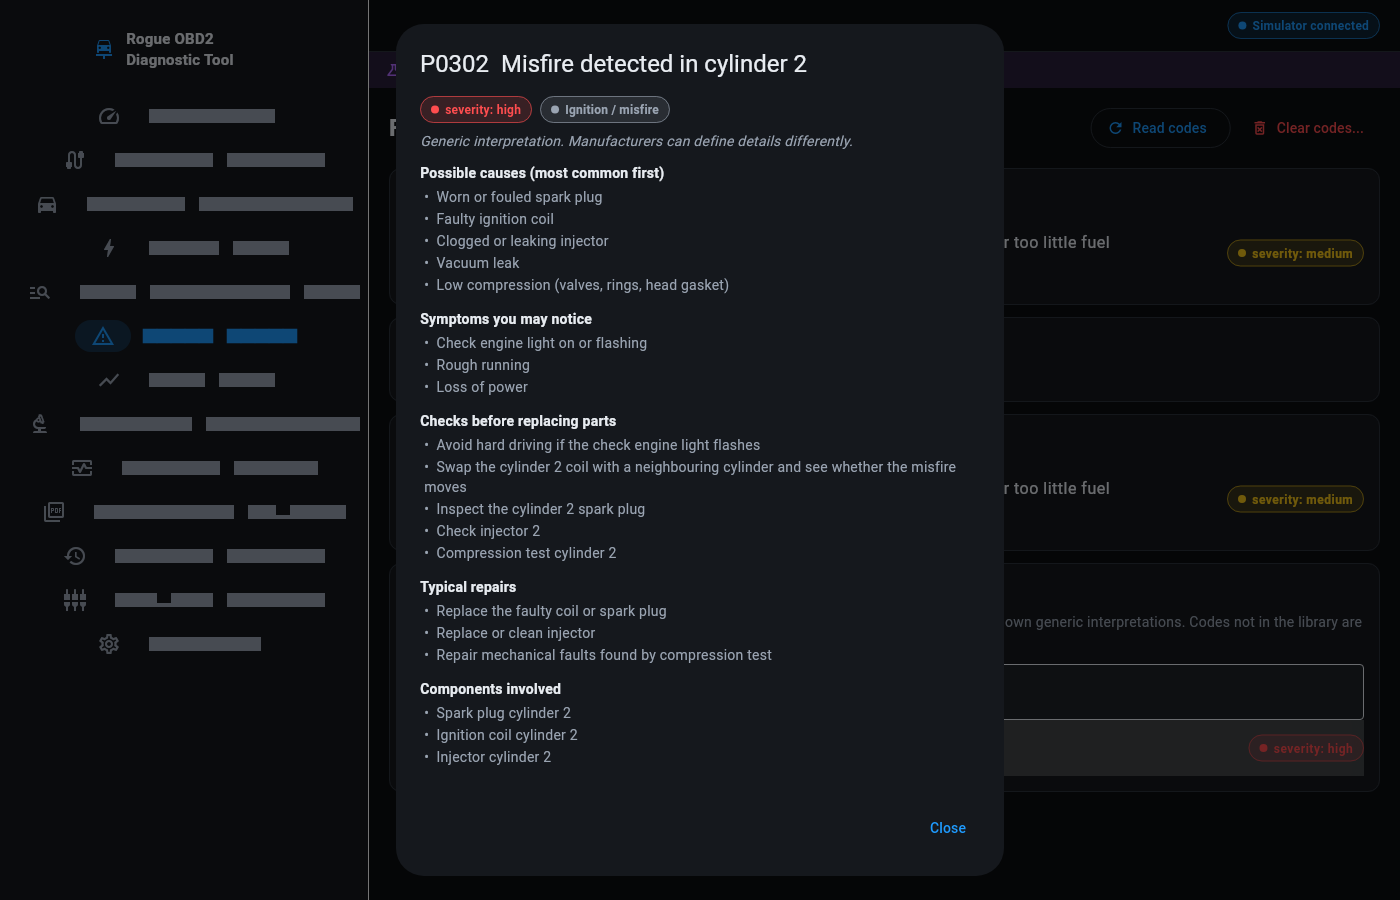 Rogue OBD2
Diagnostic Tool
Simulator connected
Read codes
Clear codes...
r too little fuel
severity: medium
r too little fuel
severity: medium
own generic interpretations. Codes not in the library are
severity: high
P0302 Misfire detected in cylinder 2
severity: high
Ignition / misfire
Generic interpretation. Manufacturers can define details differently.
Possible causes (most common first)
• Worn or fouled spark plug
• Faulty ignition coil
• Clogged or leaking injector
• Vacuum leak
• Low compression (valves, rings, head gasket)
Symptoms you may notice
• Check engine light on or flashing
• Rough running
• Loss of power
Checks before replacing parts
• Avoid hard driving if the check engine light flashes
• Swap the cylinder 2 coil with a neighbouring cylinder and see whether the misfire
moves
• Inspect the cylinder 2 spark plug
• Check injector 2
• Compression test cylinder 2
Typical repairs
• Replace the faulty coil or spark plug
• Replace or clean injector
• Repair mechanical faults found by compression test
Components involved
• Spark plug cylinder 2
• Ignition coil cylinder 2
• Injector cylinder 2
Close
PDF